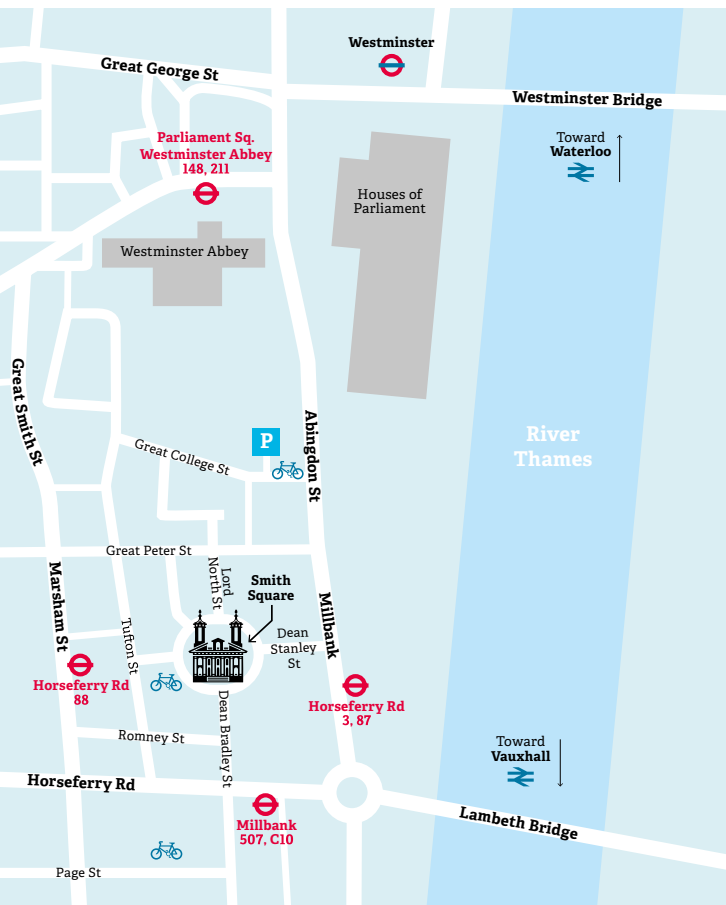 Westminster
Great George St
Westminster Bridge
Toward
Waterloo
Parliament Sq.
Westminster Abbey
148, 211
Houses of
Parliament
Westminster Abbey
Great Smith St
Abingdon St
P
River
Thames
Great College St
Great Peter St
Lord
North St
Smith
Square
Marsham St
Tufton St
Millbank
Dean
Stanley
St
Horseferry Rd
88
Horseferry Rd
3, 87
Dean Bradley St
Romney St
Toward
Vauxhall
Horseferry Rd
Lambeth Bridge
Millbank
507, C10
Page St